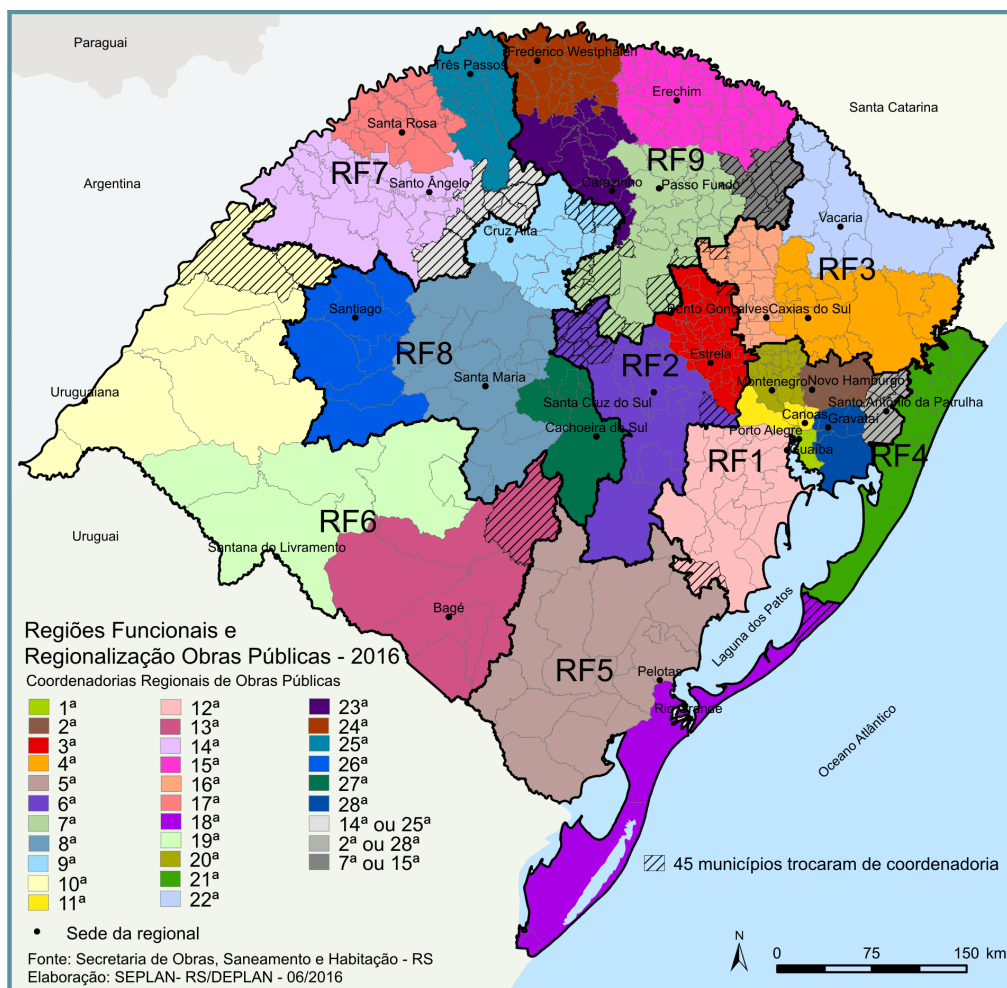 Paraguai
Frederico Westphalen
Três Passos
Erechim
Santa Catarina
Santa Rosa
RF7
RF9
Argentina
Santo Ângelo
Carazinho
Passo Fundo
Vacaria
Cruz Alta
RF3
Santiago
Bento Gonçalves
Caxias do Sul
RF8
Estrela
RF2
Santa Maria
Uruguaiana
Montenegro
Novo Hamburgo
Santa Cruz do Sul
Santo Antônio da Patrulha
Canoas
Gravataí
Cachoeira do Sul
Porto Alegre
Guaíba
RF1
RF4
RF6
Uruguai
Santana do Livramento
Bagé
Laguna dos Patos
RF5
Pelotas
Rio Grande
Oceano Atlântico
Regiões Funcionais e
Regionalização Obras Públicas - 2016
Coordenadorias Regionais de Obras Públicas
1ª
2ª
3ª
4ª
5ª
6ª
7ª
8ª
9ª
10ª
11ª
12ª
13ª
14ª
15ª
16ª
17ª
18ª
19ª
20ª
21ª
22ª
23ª
24ª
25ª
26ª
27ª
28ª
14ª ou 25ª
2ª ou 28ª
7ª ou 15ª
45 municípios trocaram de coordenadoria
Sede da regional
Fonte: Secretaria de Obras, Saneamento e Habitação - RS
Elaboração: SEPLAN- RS/DEPLAN - 06/2016
N
0 75 150 km